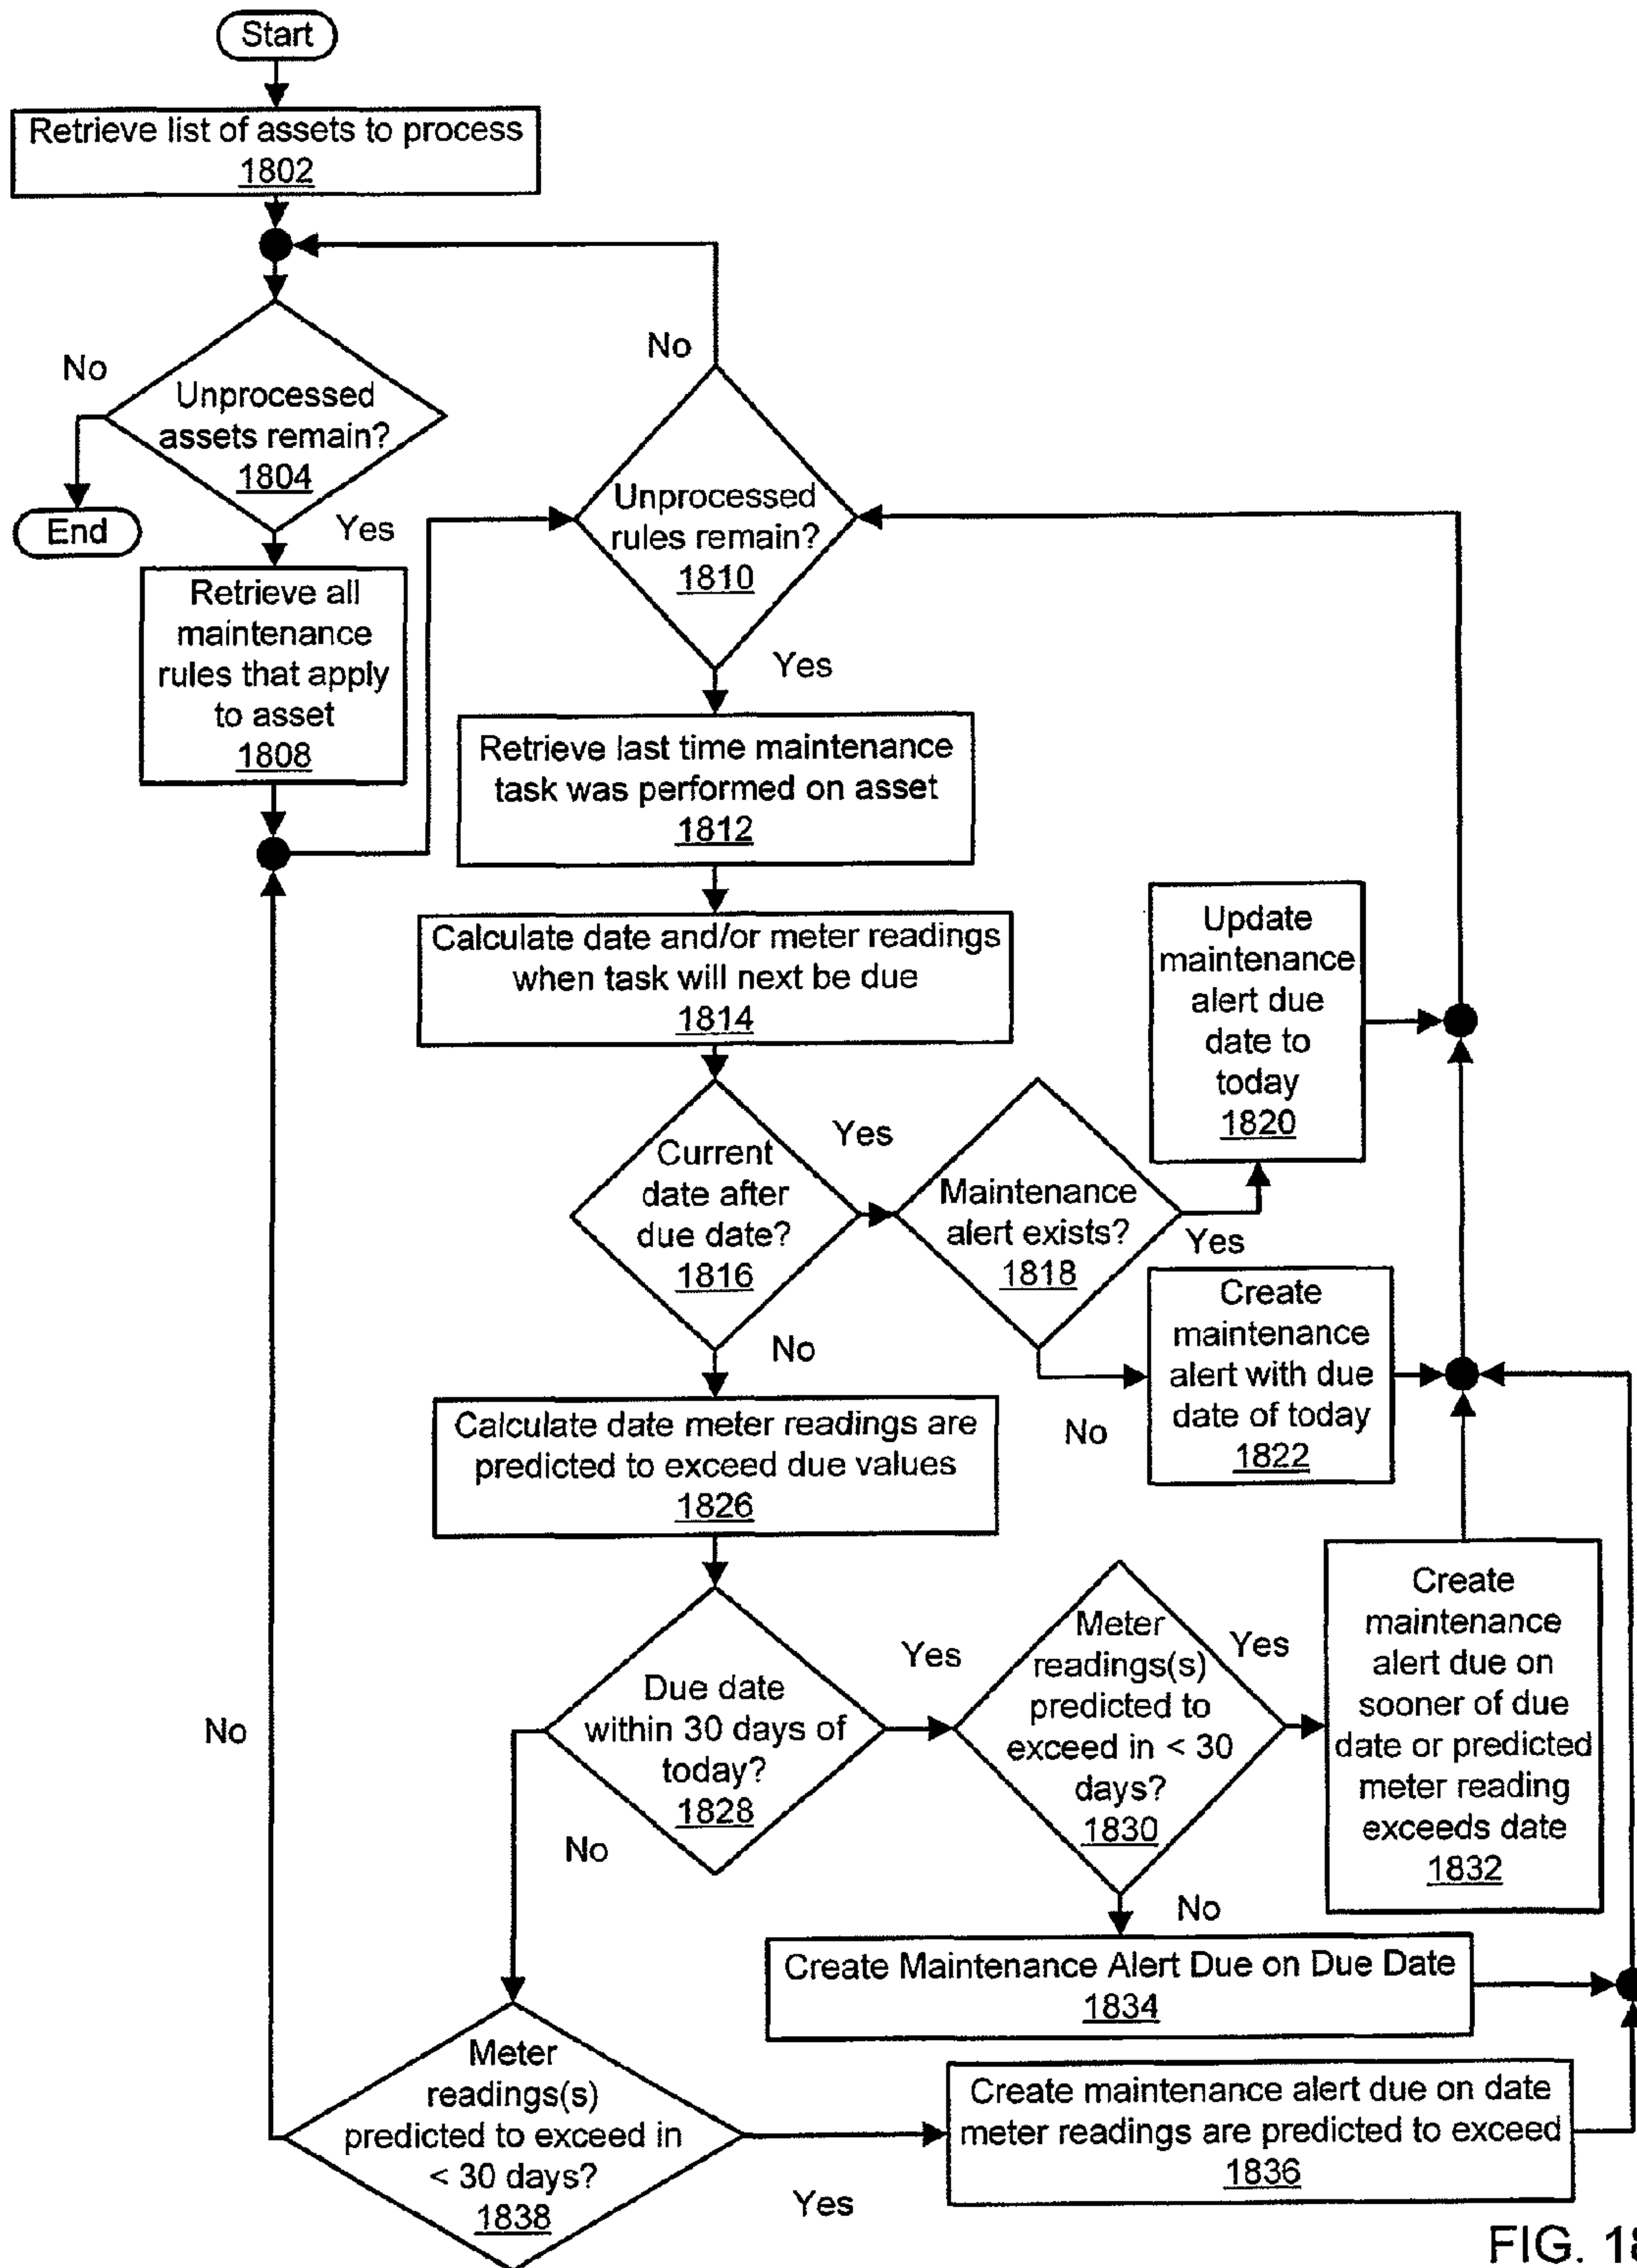 Start
Retrieve list of assets to process
1802
No
Unprocessed
assets remain?
1804
End
Yes
Retrieve all
maintenance
rules that apply
to asset
1808
No
Unprocessed
rules remain?
1810
Yes
Retrieve last time maintenance
task was performed on asset
1812
Calculate date and/or meter readings
when task will next be due
1814
Current
date after
due date?
1816
Yes
Maintenance
alert exists?
1818
Yes
Update
maintenance
alert due
date to
today
1820
No
Create
maintenance
alert with due
date of today
1822
No
Calculate date meter readings are
predicted to exceed due values
1826
Due date
within 30 days of
today?
1828
Yes
Meter
readings(s)
predicted to
exceed in < 30
days?
1830
Yes
Create
maintenance
alert due on
sooner of due
date or predicted
meter reading
exceeds date
1832
No
Create Maintenance Alert Due on Due Date
1834
No
Meter
readings(s)
predicted to exceed in
< 30 days?
1838
No
Yes
Create maintenance alert due on date
meter readings are predicted to exceed
1836
FIG. 18